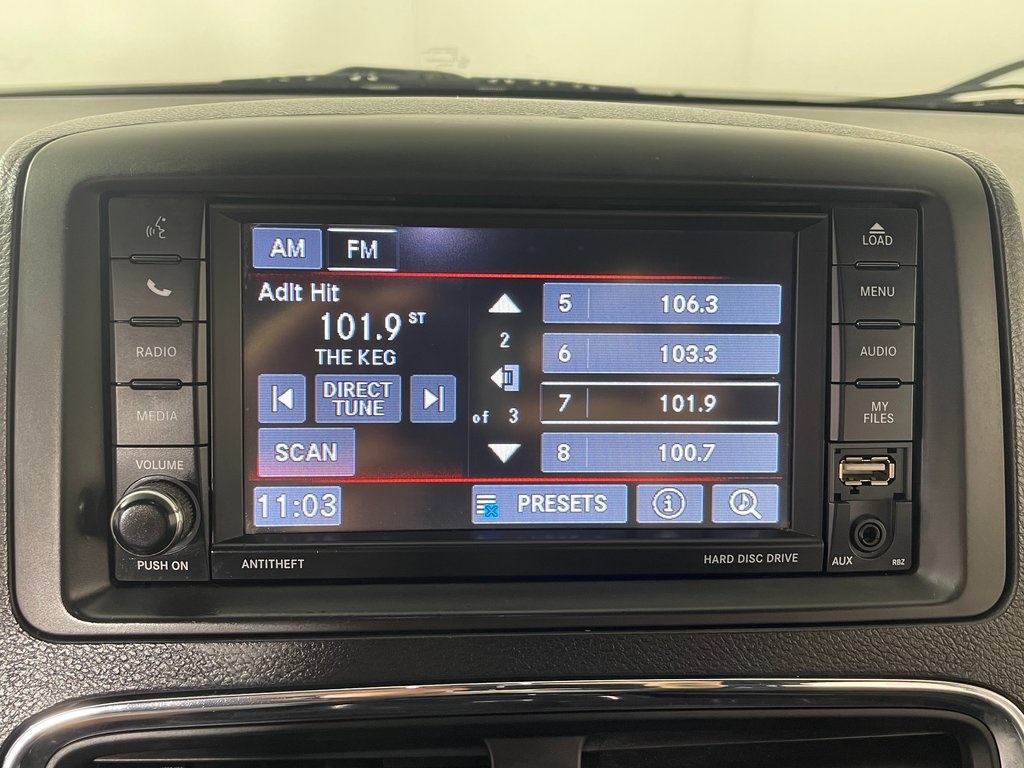 RADIO
MEDIA
VOLUME
PUSH ON
AM FM
Adlt Hit
101.9 ST
THE KEG
DIRECT
TUNE
SCAN
11:03
2
of 3
5 106.3
6 103.3
7 101.9
8 100.7
PRESETS
ANTITHEFT
HARD DISC DRIVE
LOAD
MENU
AUDIO
MY
FILES
AUX
RBZ